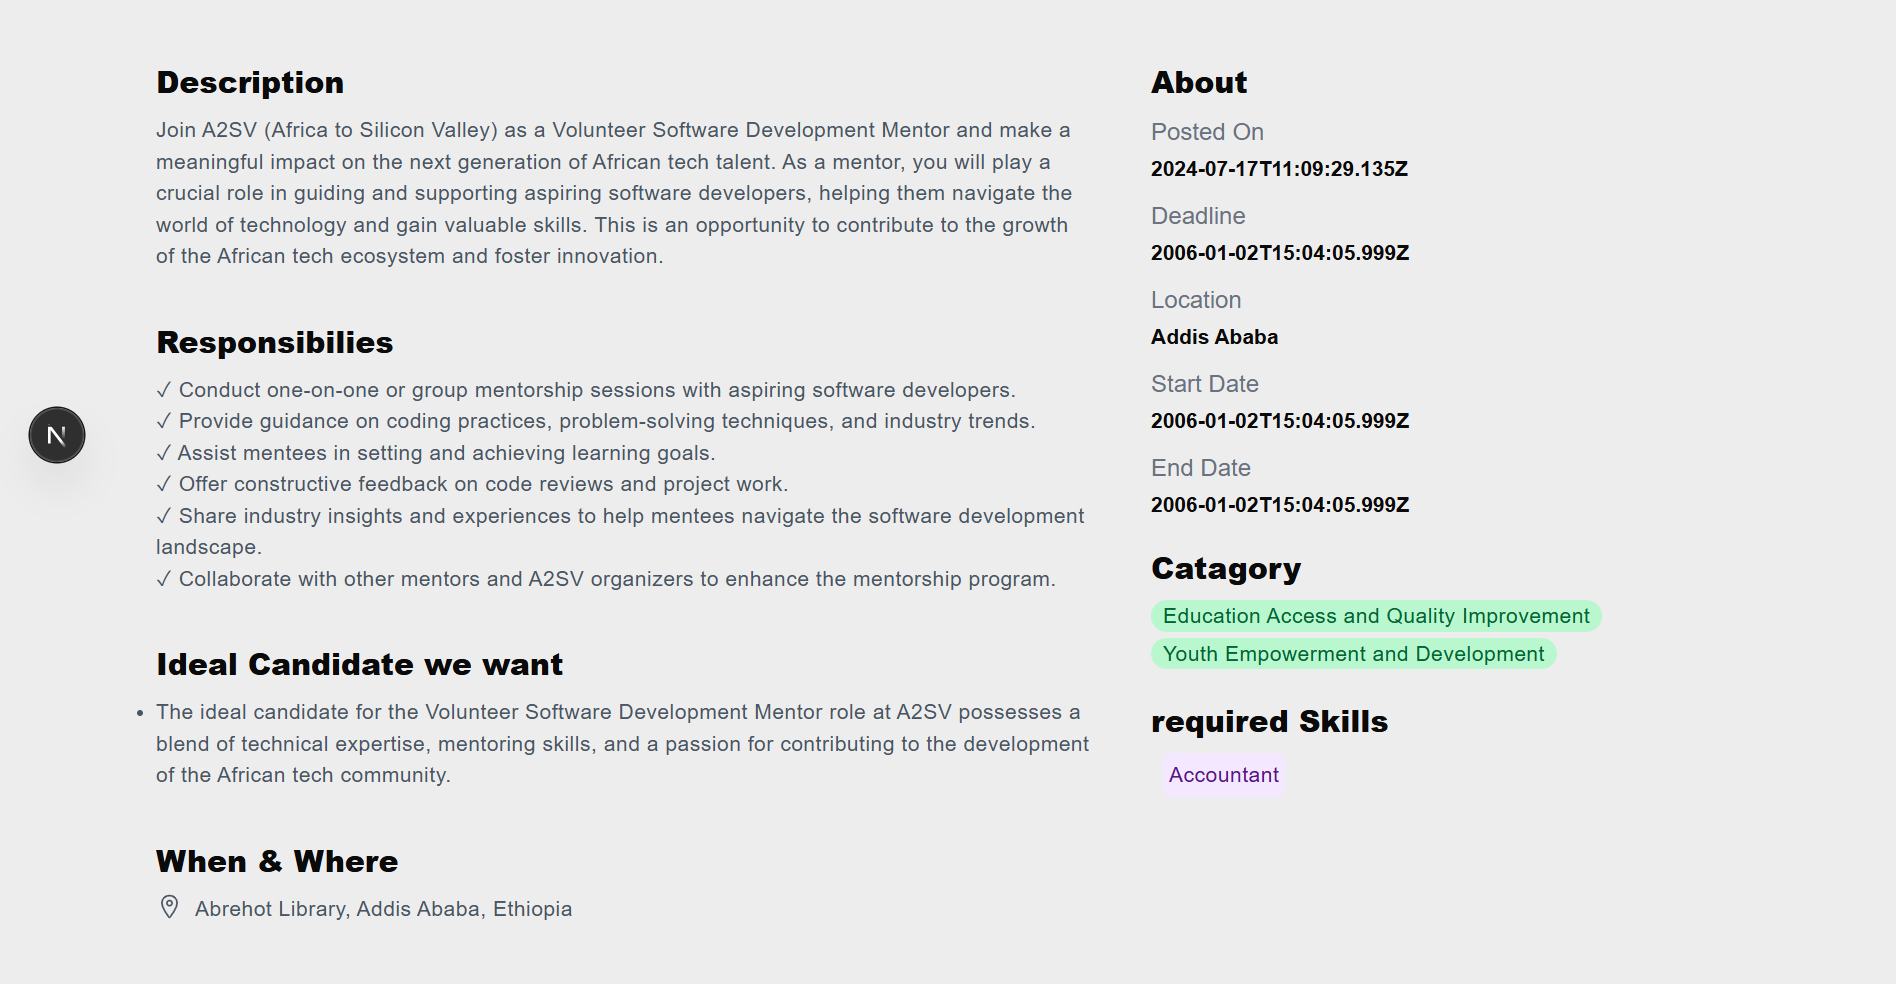 Description
Join A2SV (Africa to Silicon Valley) as a Volunteer Software Development Mentor and make a
meaningful impact on the next generation of African tech talent. As a mentor, you will play a
crucial role in guiding and supporting aspiring software developers, helping them navigate the
world of technology and gain valuable skills. This is an opportunity to contribute to the growth
of the African tech ecosystem and foster innovation.
Responsibilies
✓ Conduct one-on-one or group mentorship sessions with aspiring software developers.
✓ Provide guidance on coding practices, problem-solving techniques, and industry trends.
✓ Assist mentees in setting and achieving learning goals.
✓ Offer constructive feedback on code reviews and project work.
✓ Share industry insights and experiences to help mentees navigate the software development
landscape.
✓ Collaborate with other mentors and A2SV organizers to enhance the mentorship program.
Ideal Candidate we want
• The ideal candidate for the Volunteer Software Development Mentor role at A2SV possesses a
blend of technical expertise, mentoring skills, and a passion for contributing to the development
of the African tech community.
When & Where
Abrehot Library, Addis Ababa, Ethiopia
N
About
Posted On
2024-07-17T11:09:29.135Z
Deadline
2006-01-02T15:04:05.999Z
Location
Addis Ababa
Start Date
2006-01-02T15:04:05.999Z
End Date
2006-01-02T15:04:05.999Z
Catagory
Education Access and Quality Improvement
Youth Empowerment and Development
required Skills
Accountant